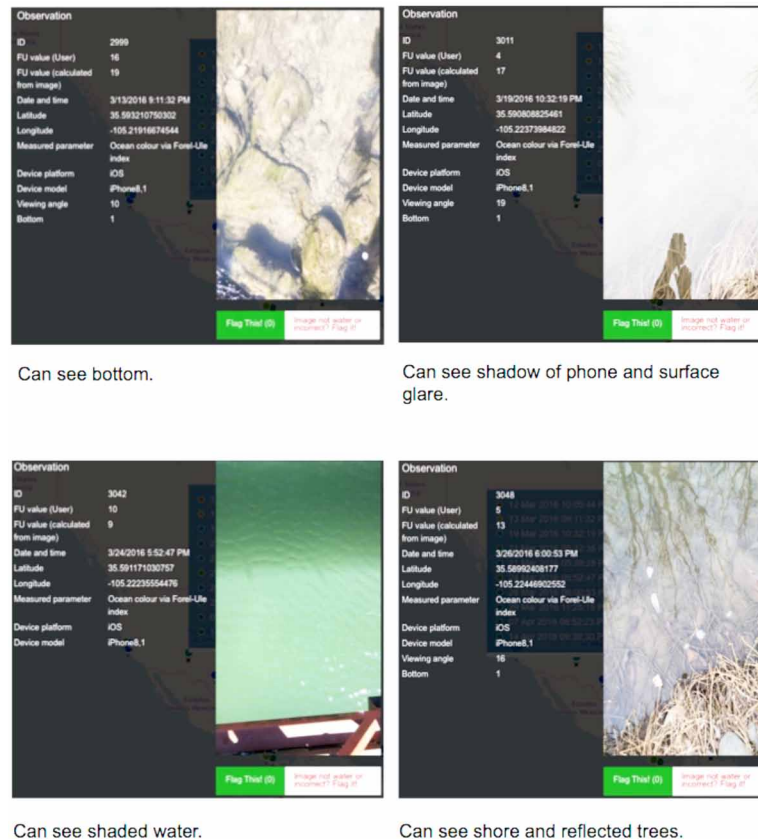 Observation
ID 2999
FU value (User) 16
FU value (calculated 19
from image)
Date and time 3/13/2016 9:11:32 PM
Latitude 35.593210750302
Longitude -105.21916674544
Measured parameter Ocean colour via Forel-Ule
index
Device platform iOS
Device model iPhone8,1
Viewing angle 10
Bottom 1
Flag This! (0) Image not water or
incorrect? Flag it!
Can see bottom.
Observation
ID 3011
FU value (User) 4
FU value (calculated 17
from image)
Date and time 3/19/2016 10:32:19 PM
Latitude 35.590808825461
Longitude -105.22373984822
Measured parameter Ocean colour via Forel-Ule
index
Device platform iOS
Device model iPhone8,1
Viewing angle 19
Bottom 1
Flag This! (0) Image not water or
incorrect? Flag it!
Can see shadow of phone and surface
glare.
Observation
ID 3042
FU value (User) 10
FU value (calculated 9
from image)
Date and time 3/24/2016 5:52:47 PM
Latitude 35.591171030757
Longitude -105.22235554476
Measured parameter Ocean colour via Forel-Ule
index
Device platform iOS
Device model iPhone8,1
Flag This! (0) Image not water or
incorrect? Flag it!
Can see shaded water.
Observation
ID 3048
FU value (User) 5
FU value (calculated 13
from image)
Date and time 3/26/2016 6:00:53 PM
Latitude 35.58992408177
Longitude -105.22446902552
Measured parameter Ocean colour via Forel-Ule
index
Device platform iOS
Device model iPhone8,1
Viewing angle 16
Bottom 1
Flag This! (0) Image not water or
incorrect? Flag it!
Can see shore and reflected trees.